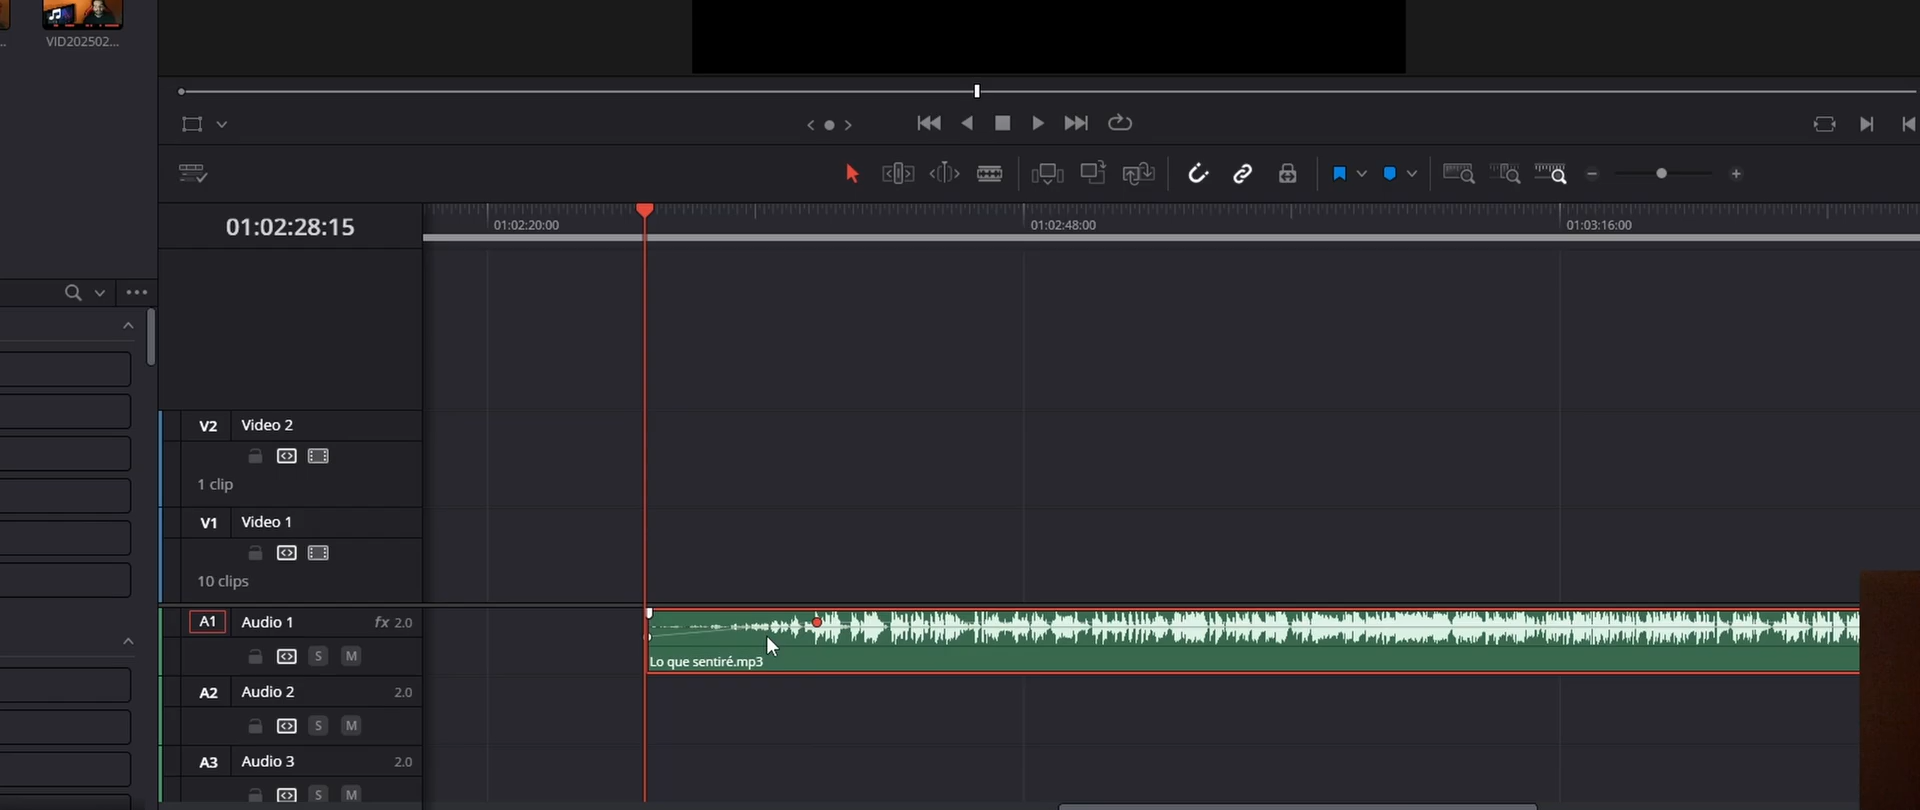 VID202502...
01:02:28:15
01:02:20:00
01:02:48:00
01:03:16:00
V2 Video 2
1 clip
V1 Video 1
10 clips
A1 Audio 1 fx 2.0
S M
Lo que sentiré.mp3
A2 Audio 2 2.0
S M
A3 Audio 3 2.0
S M